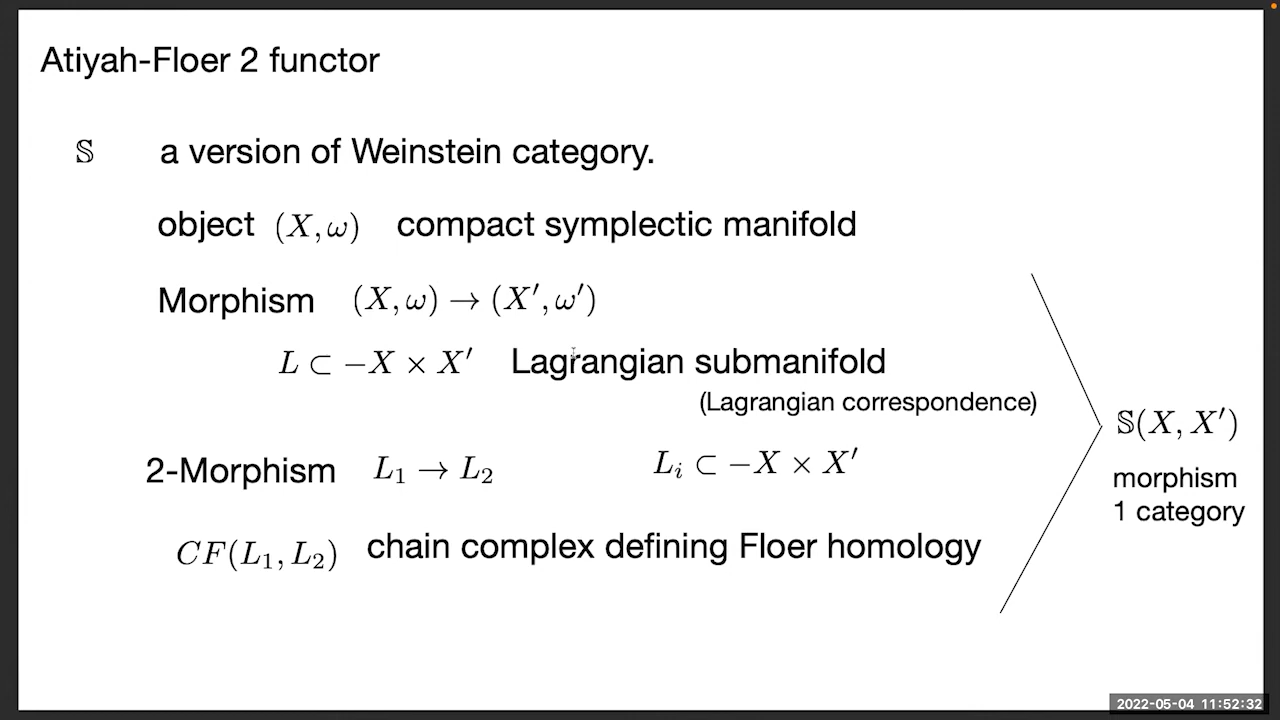 Atiyah-Floer 2 functor
𝕊 a version of Weinstein category.
object (X, ω) compact symplectic manifold
Morphism (X, ω) → (X′, ω′)
L ⊂ −X × X′ Lagrangian submanifold
(Lagrangian correspondence)
𝕊(X, X′)
2-Morphism L₁ → L₂ Lᵢ ⊂ −X × X′
morphism
1 category
CF(L₁, L₂) chain complex defining Floer homology
2022-05-04 11:52:32